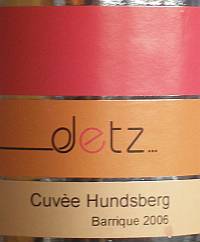 detz...
Cuvèe Hundsberg
Barrique 2006